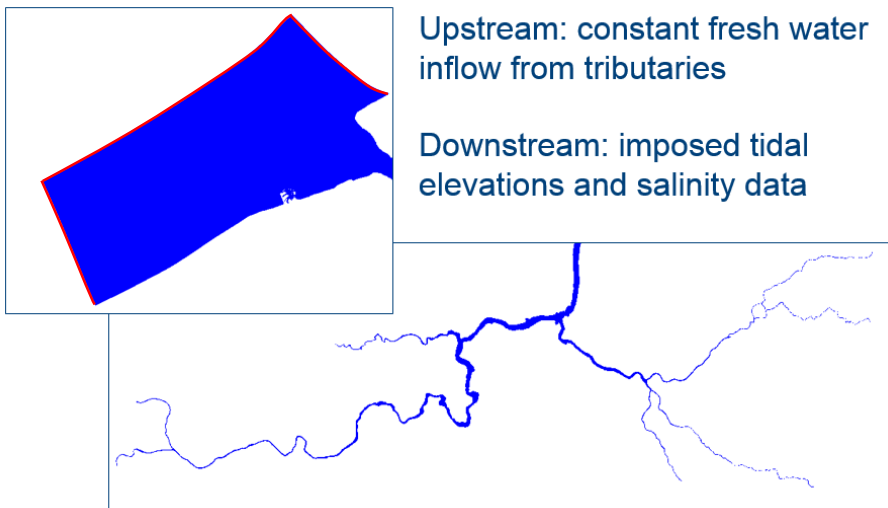 Upstream: constant fresh water
inflow from tributaries
Downstream: imposed tidal
elevations and salinity data